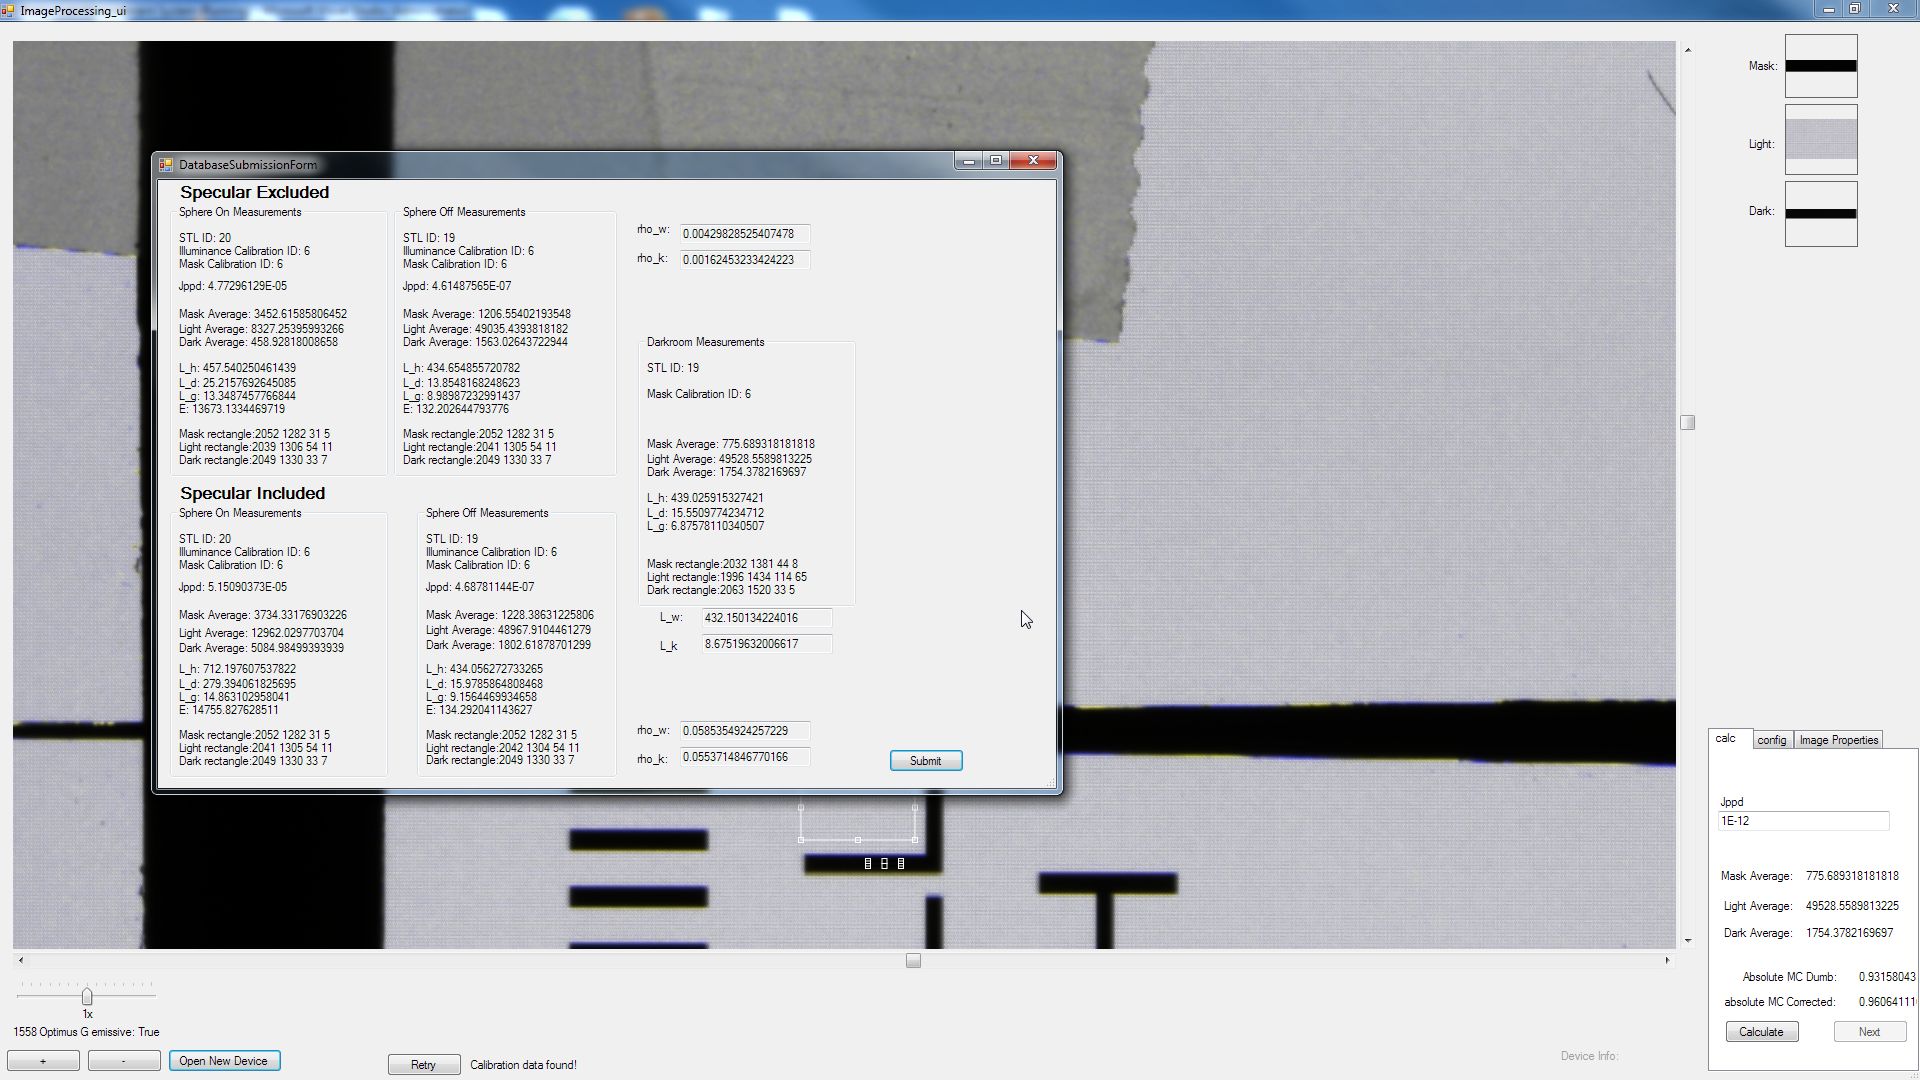 ImageProcessing_ui
Mask:
Light:
Dark:
DatabaseSubmissionForm
Specular Excluded
Sphere On Measurements
STL ID: 20
Illuminance Calibration ID: 6
Mask Calibration ID: 6
Jppd: 4.77296129E-05
Mask Average: 3452.61585806452
Light Average: 8327.25395993266
Dark Average: 458.92818008658
L_h: 457.540250461439
L_d: 25.2157692645085
L_g: 13.3487457766844
E: 13673.1334469719
Mask rectangle:2052 1282 31 5
Light rectangle:2039 1306 54 11
Dark rectangle:2049 1330 33 7
Sphere Off Measurements
STL ID: 19
Illuminance Calibration ID: 6
Mask Calibration ID: 6
Jppd: 4.61487565E-07
Mask Average: 1206.55402193548
Light Average: 49035.4393818182
Dark Average: 1563.02643722944
L_h: 434.654855720782
L_d: 13.8548168248623
L_g: 8.98987232991437
E: 132.202644793776
Mask rectangle:2052 1282 31 5
Light rectangle:2041 1305 54 11
Dark rectangle:2049 1330 33 7
rho_w: 0.00429828525407478
rho_k: 0.00162453233424223
Darkroom Measurements
STL ID: 19
Mask Calibration ID: 6
Mask Average: 775.689318181818
Light Average: 49528.5589813225
Dark Average: 1754.3782169697
L_h: 439.025915327421
L_d: 15.5509774234712
L_g: 6.87578110340507
Mask rectangle:2032 1381 44 8
Light rectangle:1996 1434 114 65
Dark rectangle:2063 1520 33 5
L_w: 432.150134224016
L_k 8.67519632006617
Specular Included
Sphere On Measurements
STL ID: 20
Illuminance Calibration ID: 6
Mask Calibration ID: 6
Jppd: 5.15090373E-05
Mask Average: 3734.33176903226
Light Average: 12962.0297703704
Dark Average: 5084.98499393939
L_h: 712.197607537822
L_d: 279.394061825695
L_g: 14.863102958041
E: 14755.827628511
Mask rectangle:2052 1282 31 5
Light rectangle:2041 1305 54 11
Dark rectangle:2049 1330 33 7
Sphere Off Measurements
STL ID: 19
Illuminance Calibration ID: 6
Mask Calibration ID: 6
Jppd: 4.68781144E-07
Mask Average: 1228.38631225806
Light Average: 48967.9104461279
Dark Average: 1802.61878701299
L_h: 434.056272733265
L_d: 15.9785864808468
L_g: 9.1564469934658
E: 134.292041143627
Mask rectangle:2052 1282 31 5
Light rectangle:2042 1304 54 11
Dark rectangle:2049 1330 33 7
rho_w: 0.0585354924257229
rho_k: 0.0553714846770166
Submit
calc config Image Properties
Jppd
1E-12
Mask Average: 775.689318181818
Light Average: 49528.5589813225
Dark Average: 1754.3782169697
Absolute MC Dumb: 0.93158043
absolute MC Corrected: 0.9606411
Calculate Next
1x
1558 Optimus G emissive: True
+ - Open New Device
Retry Calibration data found!
Device Info: